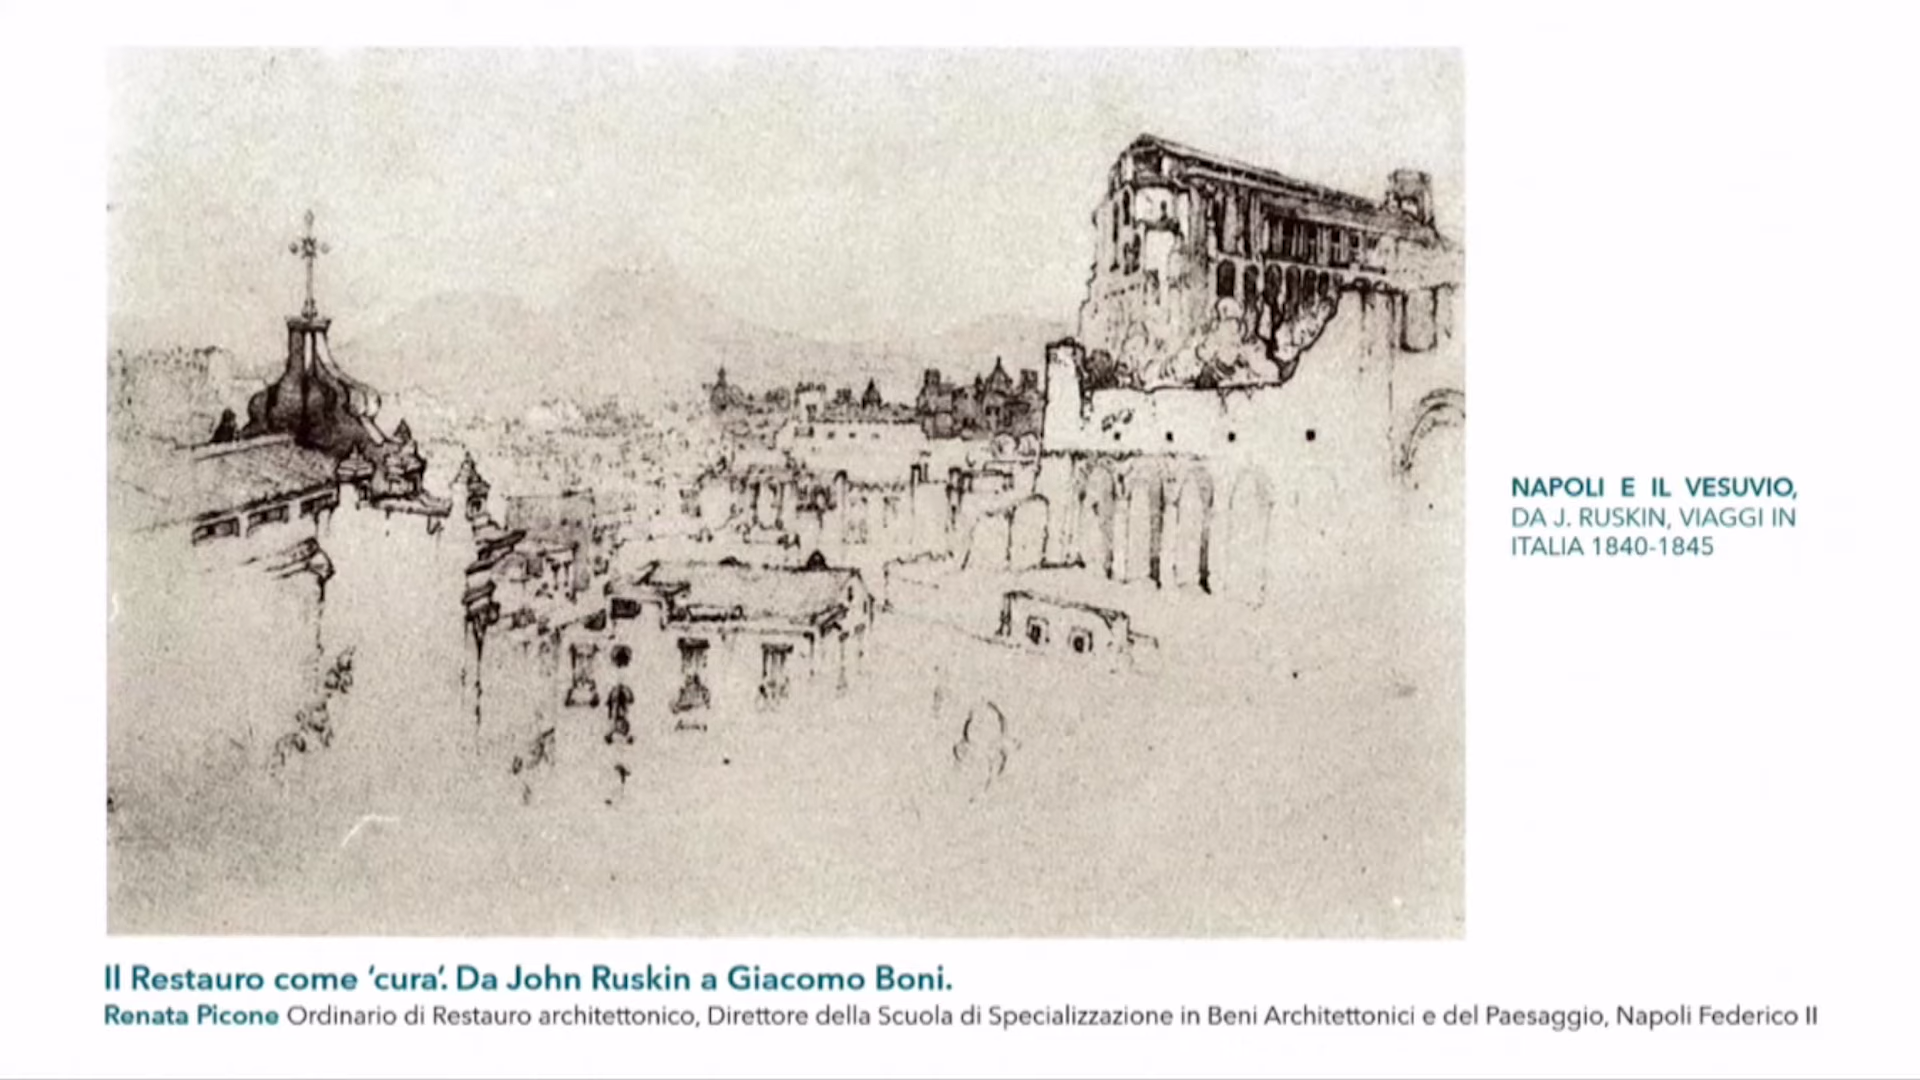 NAPOLI E IL VESUVIO,
DA J. RUSKIN, VIAGGI IN
ITALIA 1840-1845
Il Restauro come ‘cura’. Da John Ruskin a Giacomo Boni.
Renata Picone Ordinario di Restauro architettonico, Direttore della Scuola di Specializzazione in Beni Architettonici e del Paesaggio, Napoli Federico II